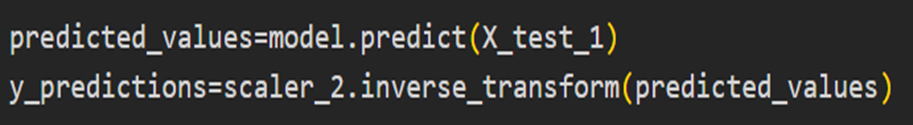 predicted_values=model.predict(X_test_1)
y_predictions=scaler_2.inverse_transform(predicted_values)